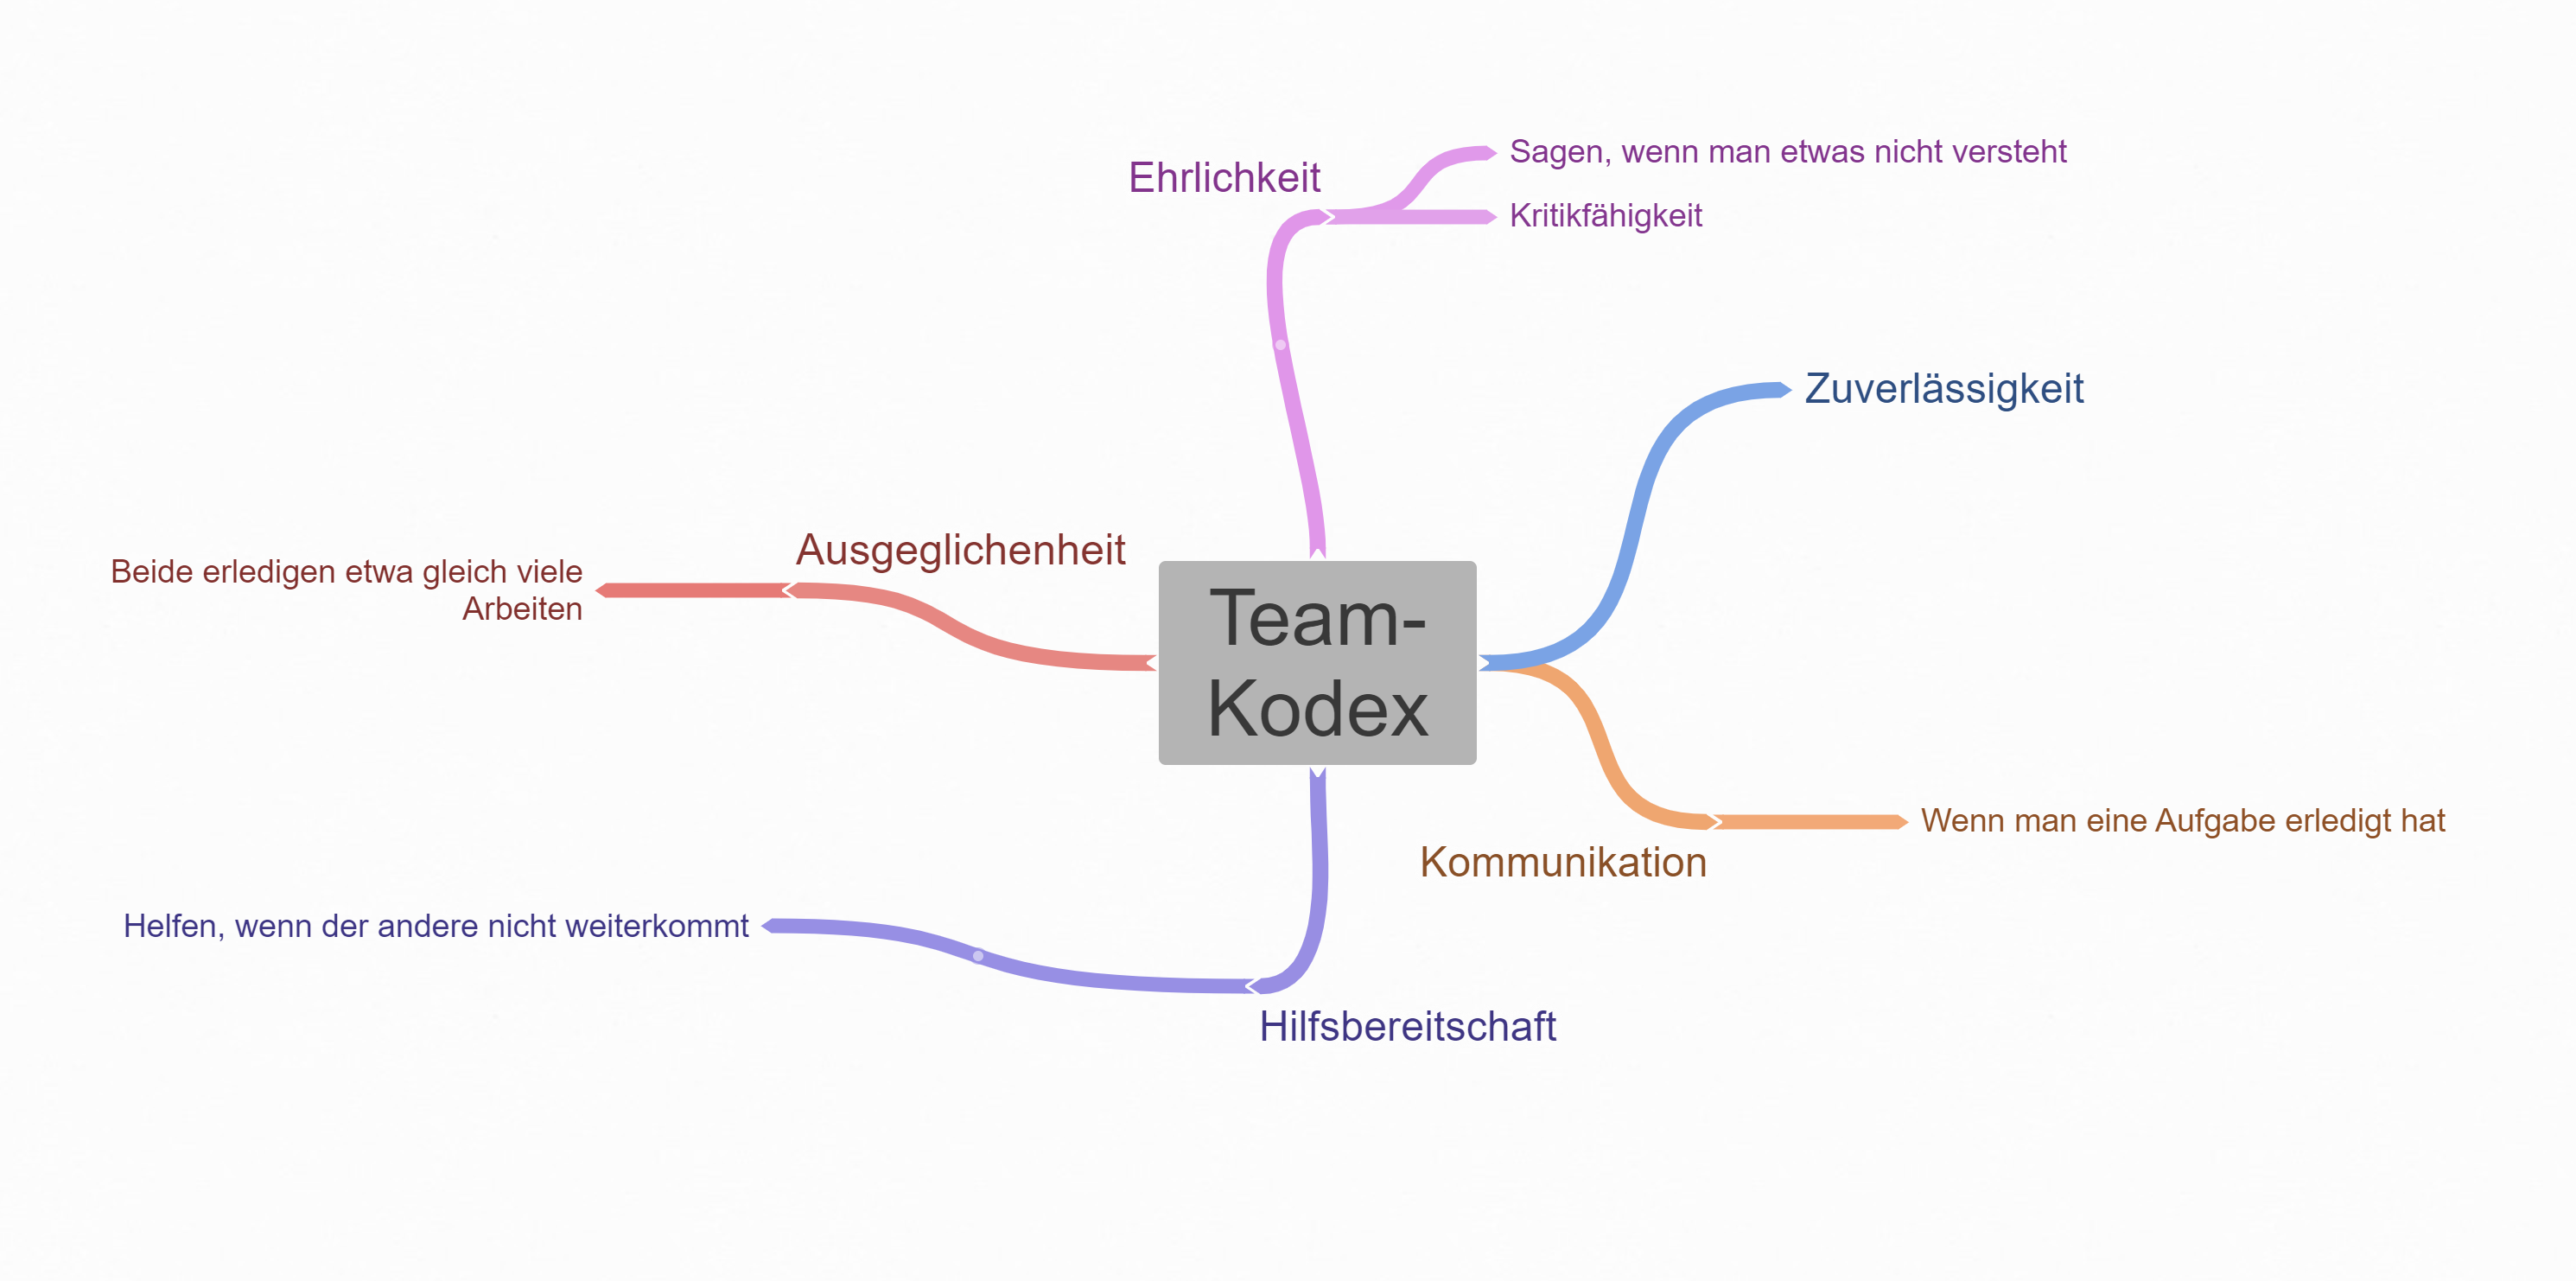 Sagen, wenn man etwas nicht versteht
Ehrlichkeit
Kritikfähigkeit
Zuverlässigkeit
Ausgeglichenheit
Beide erledigen etwa gleich viele
Arbeiten
Team-
Kodex
Wenn man eine Aufgabe erledigt hat
Kommunikation
Helfen, wenn der andere nicht weiterkommt
Hilfsbereitschaft